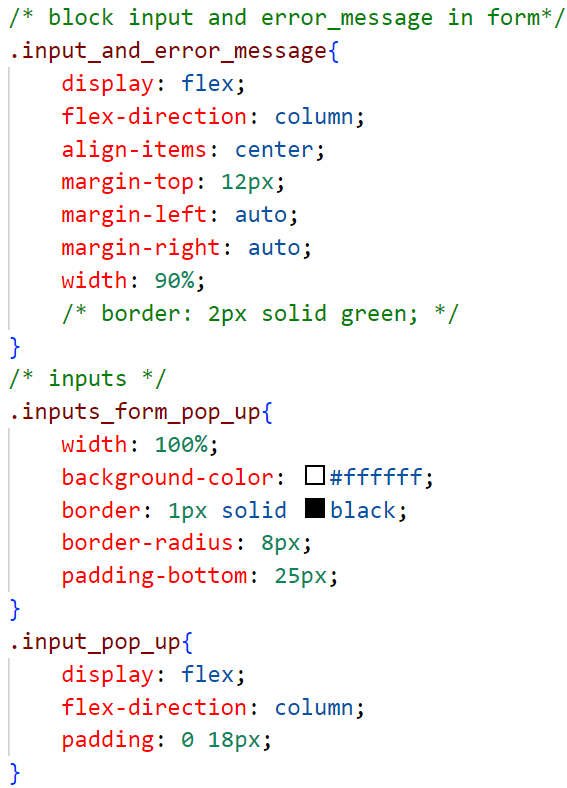 /* block input and error_message in form*/
.input_and_error_message{
    display: flex;
    flex-direction: column;
    align-items: center;
    margin-top: 12px;
    margin-left: auto;
    margin-right: auto;
    width: 90%;
    /* border: 2px solid green; */
}
/* inputs */
.inputs_form_pop_up{
    width: 100%;
    background-color: #ffffff;
    border: 1px solid black;
    border-radius: 8px;
    padding-bottom: 25px;
}
.input_pop_up{
    display: flex;
    flex-direction: column;
    padding: 0 18px;
}